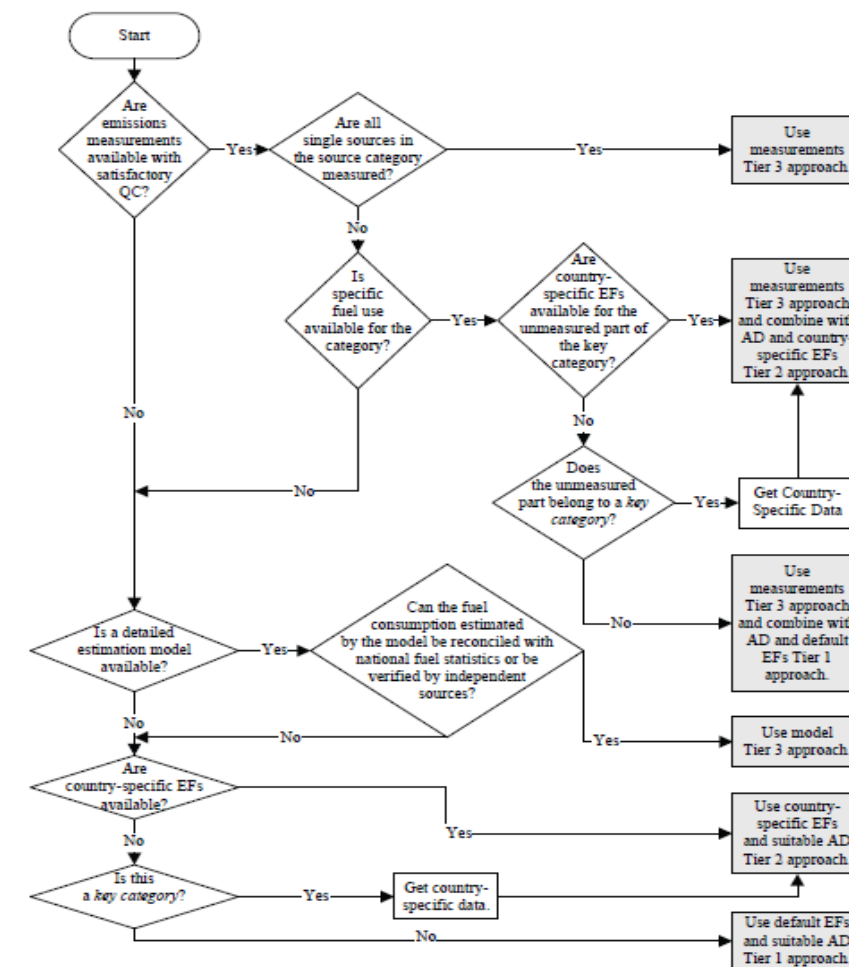 Start
Are
emissions
measurements
available with
satisfactory
QC?
Yes
Are all
single sources in
the source category
measured?
Yes
Use
measurements
Tier 3 approach.
No
No
Is
specific
fuel use
available for the
category?
Yes
Are
country-
specific EFs
available for the
unmeasured part of
the key
category?
Yes
Use
measurements
Tier 3 approach
and combine with
AD and country-
specific EFs
Tier 2 approach.
No
No
Does
the unmeasured
part belong to a key
category?
Yes
Get Country-
Specific Data
No
Use
measurements
Tier 3 approach
and combine with
AD and default
EFs Tier 1
approach.
Is a detailed
estimation model
available?
Yes
Can the fuel
consumption estimated
by the model be reconciled with
national fuel statistics or be
verified by independent
sources?
Yes
Use model
Tier 3 approach.
No
No
Are
country-specific EFs
available?
Yes
Use country-
specific EFs
and suitable AD
Tier 2 approach.
No
Is this
a key category?
Yes
Get country-
specific data.
No
Use default EFs
and suitable AD
Tier 1 approach.